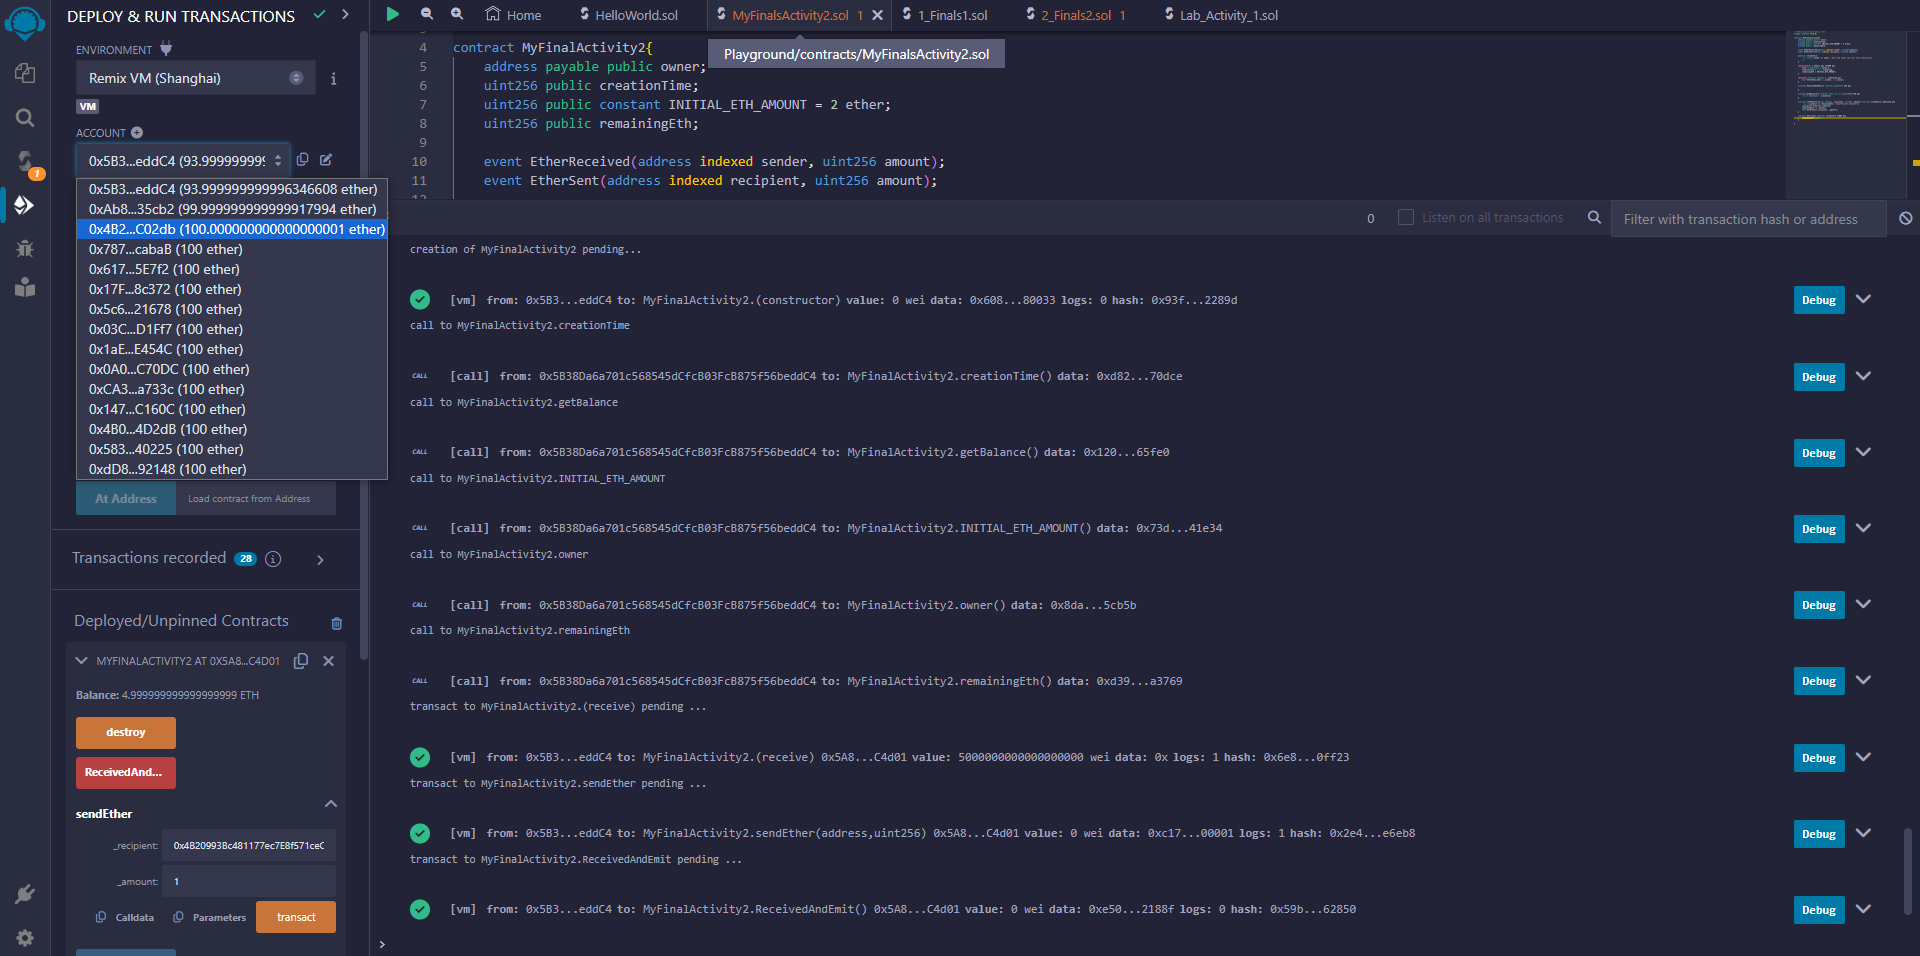 DEPLOY & RUN TRANSACTIONS
ENVIRONMENT
Remix VM (Shanghai)
VM
ACCOUNT
0x5B3...eddC4 (93.999999999
0x5B3...eddC4 (93.999999999996346608 ether)
0xAb8...35cb2 (99.999999999999917994 ether)
0x4B2...C02db (100.000000000000000001 ether)
0x787...cabaB (100 ether)
0x617...5E7f2 (100 ether)
0x17F...8c372 (100 ether)
0x5c6...21678 (100 ether)
0x03C...D1Ff7 (100 ether)
0x1aE...E454C (100 ether)
0x0A0...C70DC (100 ether)
0xCA3...a733c (100 ether)
0x147...C160C (100 ether)
0x4B0...4D2dB (100 ether)
0x583...40225 (100 ether)
0xdD8...92148 (100 ether)
At Address
Load contract from Address
Transactions recorded 28
Deployed/Unpinned Contracts
MYFINALACTIVITY2 AT 0X5A8...C4D01
Balance: 4.999999999999999999 ETH
destroy
ReceivedAnd...
sendEther
_recipient: 0x4B20993Bc481177ec7E8f571ceC
_amount: 1
Calldata Parameters transact
1
Home HelloWorld.sol MyFinalsActivity2.sol 1 1_Finals1.sol 2_Finals2.sol 1 Lab_Activity_1.sol
Playground/contracts/MyFinalsActivity2.sol
4 contract MyFinalActivity2{
5 address payable public owner;
6 uint256 public creationTime;
7 uint256 public constant INITIAL_ETH_AMOUNT = 2 ether;
8 uint256 public remainingEth;
9
10 event EtherReceived(address indexed sender, uint256 amount);
11 event EtherSent(address indexed recipient, uint256 amount);
12
0 Listen on all transactions Filter with transaction hash or address
creation of MyFinalActivity2 pending...
[vm] from: 0x5B3...eddC4 to: MyFinalActivity2.(constructor) value: 0 wei data: 0x608...80033 logs: 0 hash: 0x93f...2289d Debug
call to MyFinalActivity2.creationTime
CALL [call] from: 0x5B38Da6a701c568545dCfcB03FcB875f56beddC4 to: MyFinalActivity2.creationTime() data: 0xd82...70dce Debug
call to MyFinalActivity2.getBalance
CALL [call] from: 0x5B38Da6a701c568545dCfcB03FcB875f56beddC4 to: MyFinalActivity2.getBalance() data: 0x120...65fe0 Debug
call to MyFinalActivity2.INITIAL_ETH_AMOUNT
CALL [call] from: 0x5B38Da6a701c568545dCfcB03FcB875f56beddC4 to: MyFinalActivity2.INITIAL_ETH_AMOUNT() data: 0x73d...41e34 Debug
call to MyFinalActivity2.owner
CALL [call] from: 0x5B38Da6a701c568545dCfcB03FcB875f56beddC4 to: MyFinalActivity2.owner() data: 0x8da...5cb5b Debug
call to MyFinalActivity2.remainingEth
CALL [call] from: 0x5B38Da6a701c568545dCfcB03FcB875f56beddC4 to: MyFinalActivity2.remainingEth() data: 0xd39...a3769 Debug
transact to MyFinalActivity2.(receive) pending ...
[vm] from: 0x5B3...eddC4 to: MyFinalActivity2.(receive) 0x5A8...C4d01 value: 5000000000000000000 wei data: 0x logs: 1 hash: 0x6e8...0ff23 Debug
transact to MyFinalActivity2.sendEther pending ...
[vm] from: 0x5B3...eddC4 to: MyFinalActivity2.sendEther(address,uint256) 0x5A8...C4d01 value: 0 wei data: 0xc17...00001 logs: 1 hash: 0x2e4...e6eb8 Debug
transact to MyFinalActivity2.ReceivedAndEmit pending ...
[vm] from: 0x5B3...eddC4 to: MyFinalActivity2.ReceivedAndEmit() 0x5A8...C4d01 value: 0 wei data: 0xe50...2188f logs: 0 hash: 0x59b...62850 Debug
>